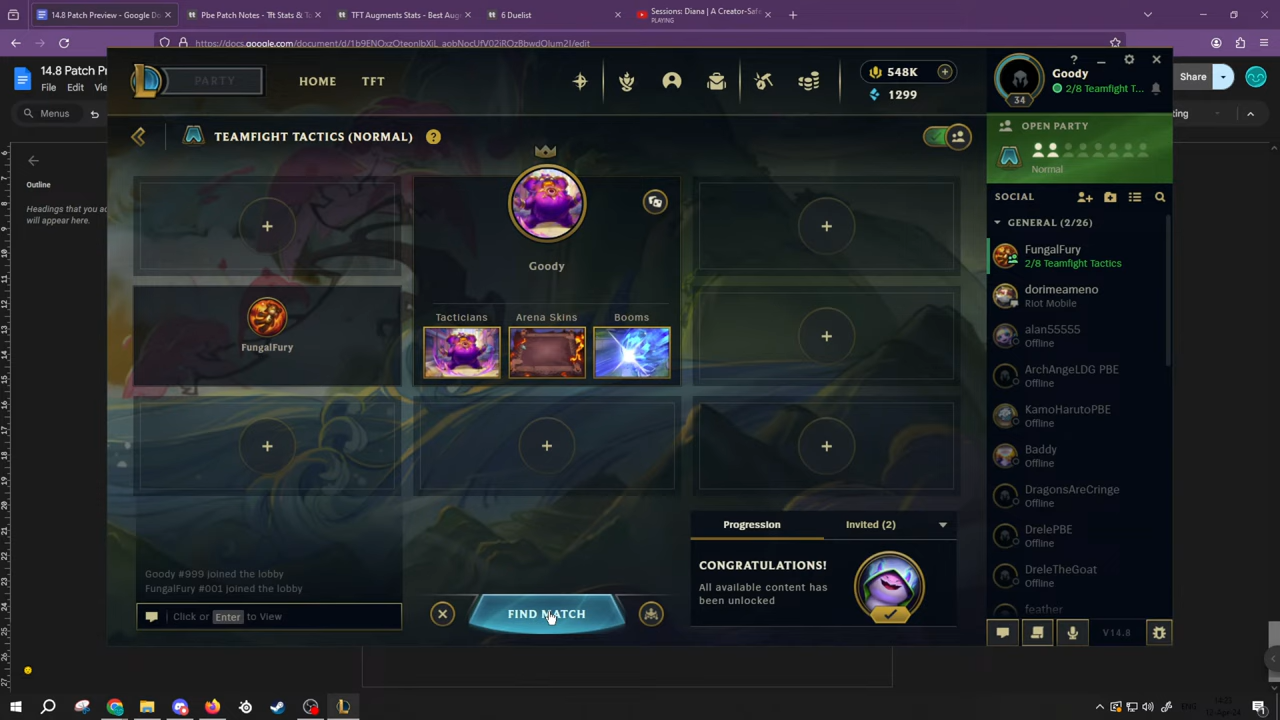 14.8 Patch Preview - Google Do
Pbe Patch Notes - Tft Stats & Ta
TFT Augments Stats - Best Aug
6 Duelist
Sessions: Diana | A Creator-Safe
PLAYING
14.8 Patch Pr
File Edit Vie
Menus
Share
Outline
Headings that you ad
will appear here.
PARTY
HOME
TFT
548K
1299
34
Goody
2/8 Teamfight T...
TEAMFIGHT TACTICS (NORMAL)
OPEN PARTY
Normal
SOCIAL
GENERAL (2/26)
FungalFury
2/8 Teamfight Tactics
dorimeameno
Riot Mobile
alan55555
Offline
ArchAngelLDG PBE
Offline
KamoHarutoPBE
Offline
Baddy
Offline
DragonsAreCringe
Offline
DrelePBE
Offline
DreleTheGoat
Offline
feather
V14.8
Goody
Tacticians
Arena Skins
Booms
FungalFury
Progression
Invited (2)
CONGRATULATIONS!
All available content has
been unlocked
Goody #999 joined the lobby
FungalFury #001 joined the lobby
Click or Enter to View
FIND MATCH
ENG